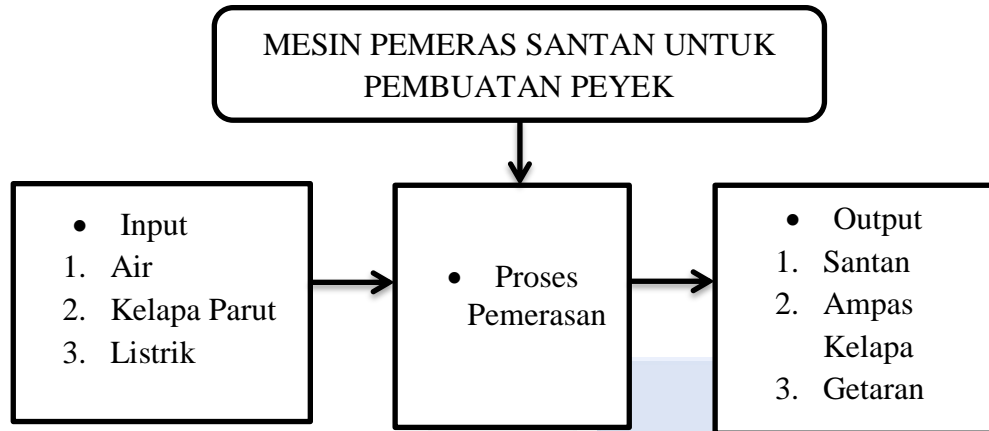 MESIN PEMERAS SANTAN UNTUK
PEMBUATAN PEYEK
• Input
1. Air
2. Kelapa Parut
3. Listrik
• Proses
Pemerasan
• Output
1. Santan
2. Ampas
Kelapa
3. Getaran